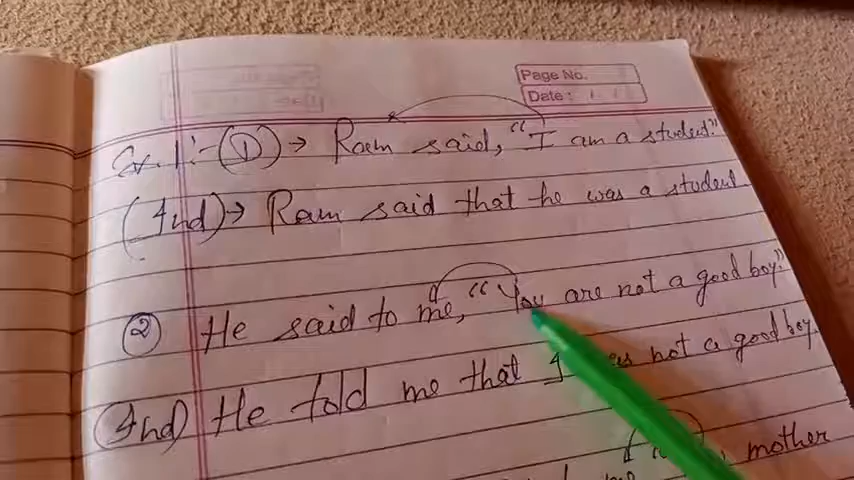 Page No.
Date :
Ex. 1:- (1) → Ram said, "I am a student."
(Ind) → Ram said that he was a student
(2) He said to me, "You are not a good boy."
(Ind) He told me that I was not a good boy.
mother